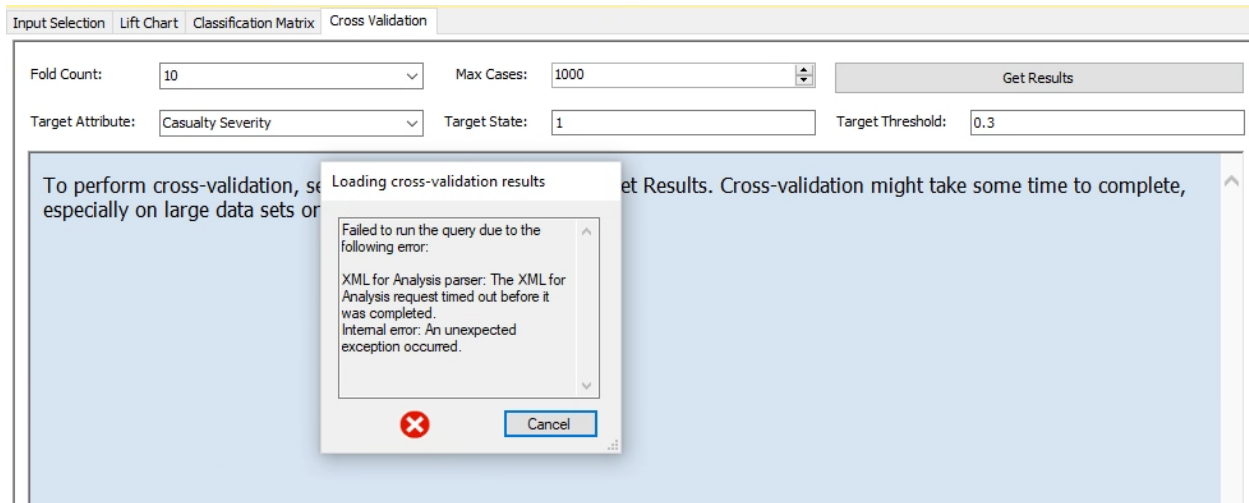 Input Selection Lift Chart Classification Matrix Cross Validation
Fold Count: 10 Max Cases: 1000 Get Results
Target Attribute: Casualty Severity Target State: 1 Target Threshold: 0.3
To perform cross-validation, se
et Results. Cross-validation might take some time to complete,
especially on large data sets or
Loading cross-validation results
Failed to run the query due to the
following error:
XML for Analysis parser: The XML for
Analysis request timed out before it
was completed.
Internal error: An unexpected
exception occurred.
Cancel